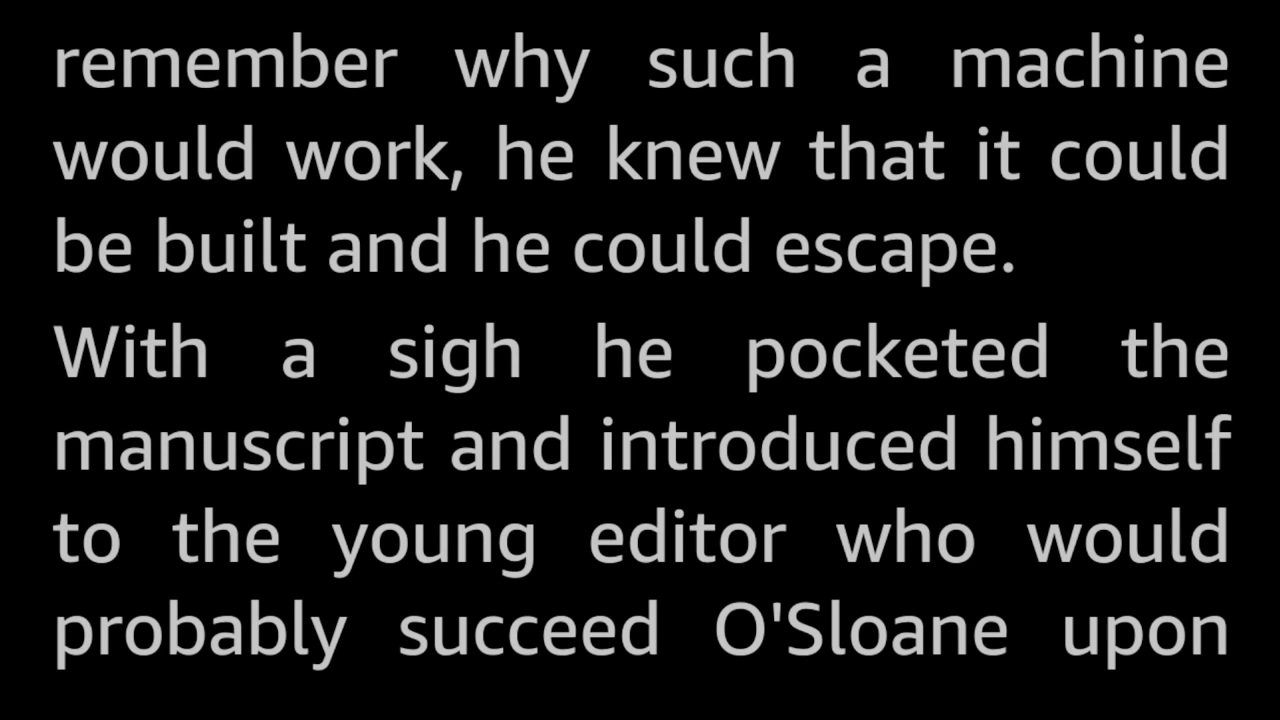 remember why such a machine
would work, he knew that it could
be built and he could escape.
With a sigh he pocketed the
manuscript and introduced himself
to the young editor who would
probably succeed O'Sloane upon